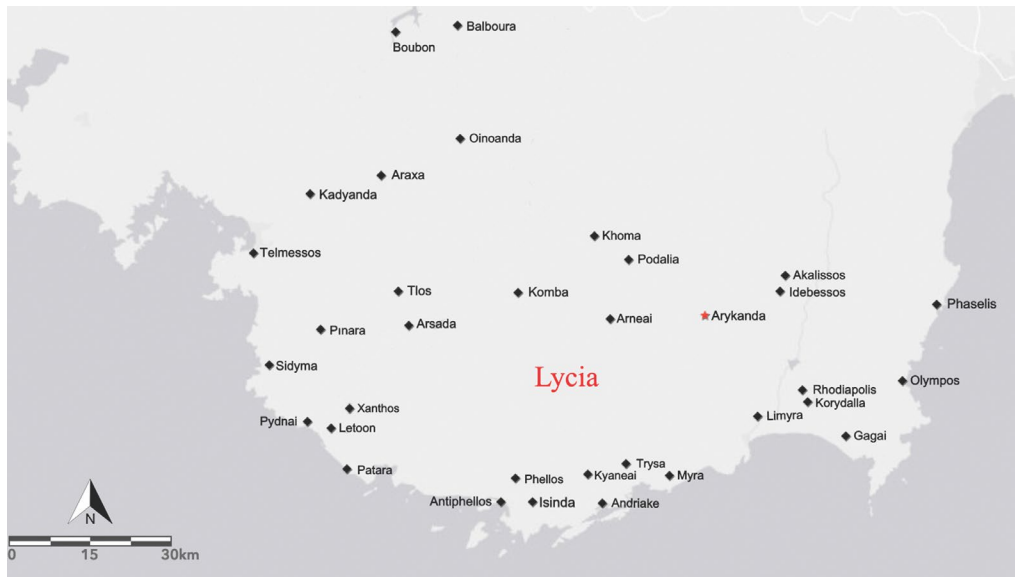 Balboura
Boubon
Oinoanda
Araxa
Kadyanda
Khoma
Telmessos
Podalia
Akalissos
Tlos
Komba
Idebessos
Phaselis
Arneai
Arykanda
Arsada
Pınara
Sidyma
Lycia
Olympos
Rhodiapolis
Korydalla
Xanthos
Limyra
Pydnai
Letoon
Gagai
Patara
Trysa
Phellos
Kyaneai
Myra
Antiphellos
Isinda
Andriake
N
0 15 30km